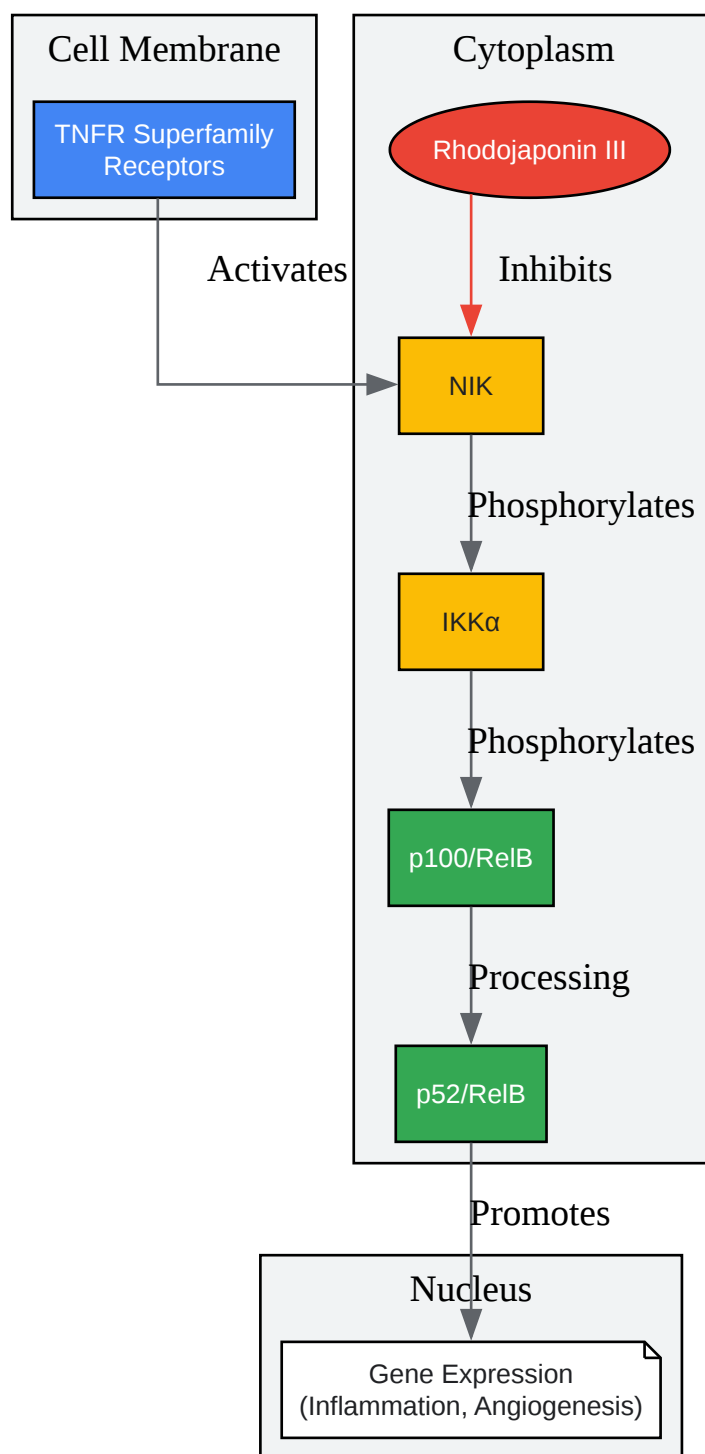 Cell Membrane
TNFR Superfamily
Receptors
Cytoplasm
Rhodojaponin III
Activates
Inhibits
NIK
Phosphorylates
IKKα
Phosphorylates
p100/RelB
Processing
p52/RelB
Promotes
Nucleus
Gene Expression
(Inflammation, Angiogenesis)